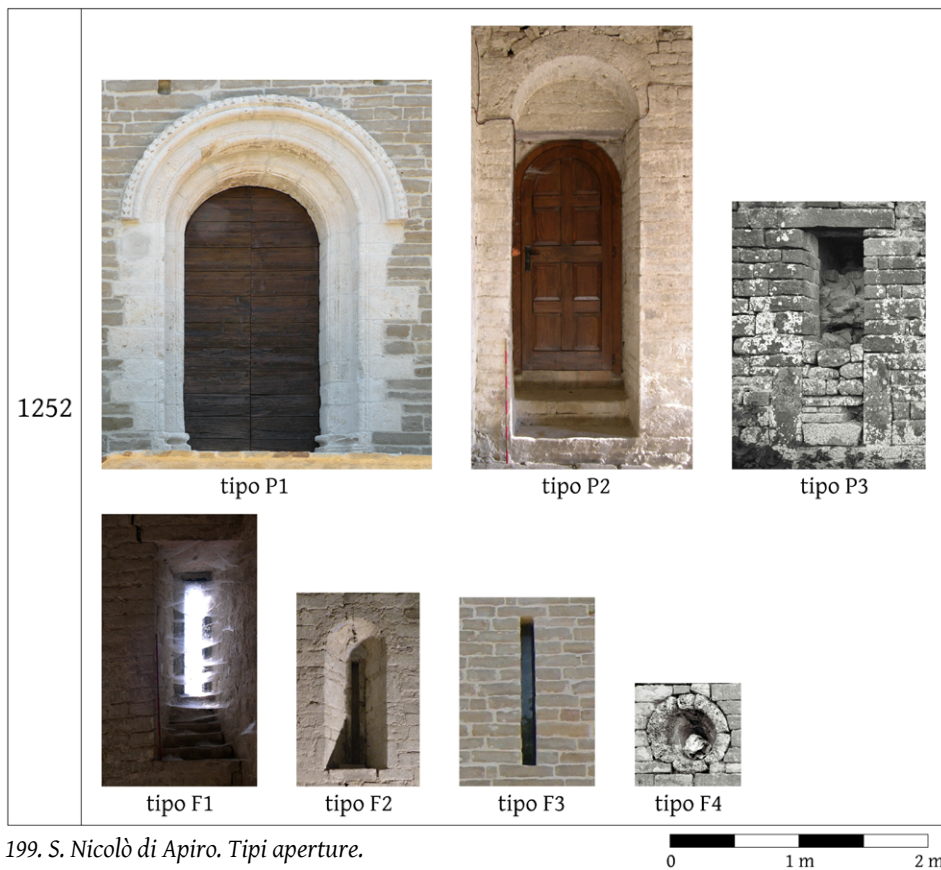 1252
tipo P1
tipo P2
tipo P3
tipo F1
tipo F2
tipo F3
tipo F4
199. S. Nicolò di Apiro. Tipi aperture.
0 1 m 2 m